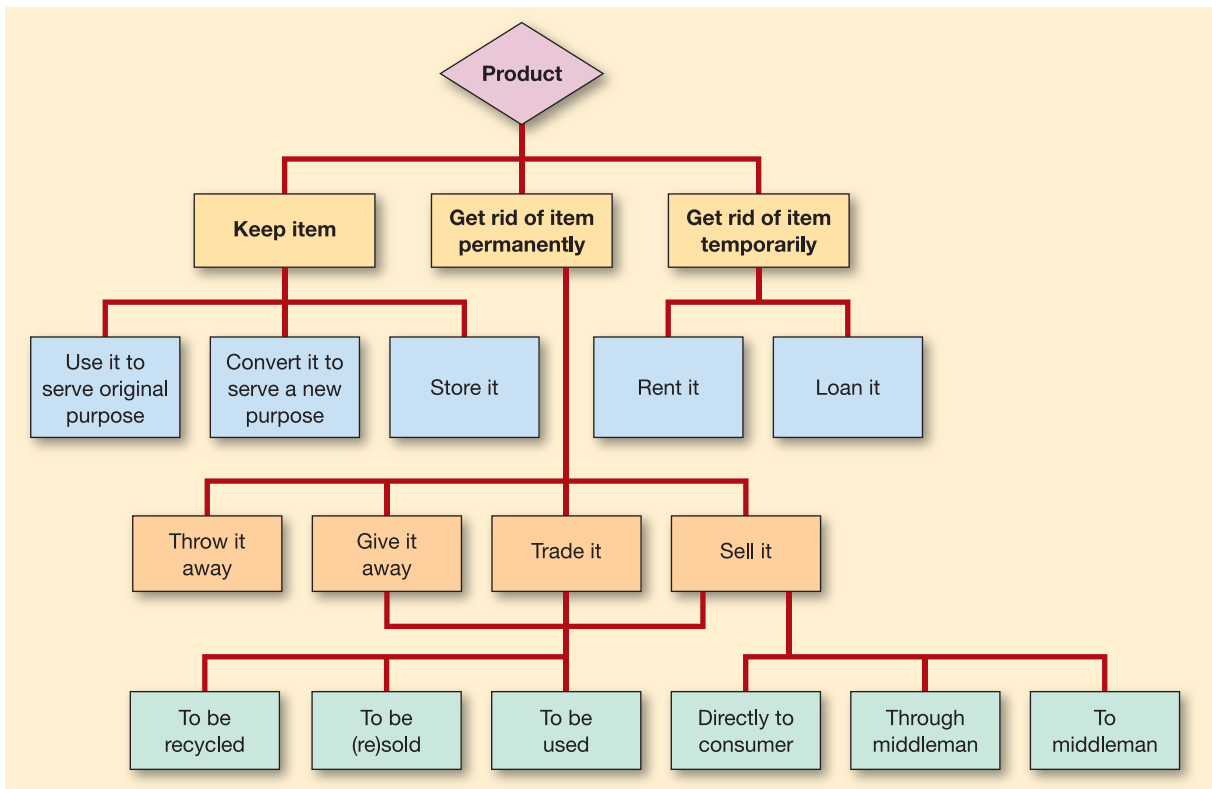 Product
Keep item
Get rid of item
permanently
Get rid of item
temporarily
Use it to
serve original
purpose
Convert it to
serve a new
purpose
Store it
Rent it
Loan it
Throw it
away
Give it
away
Trade it
Sell it
To be
recycled
To be
(re)sold
To be
used
Directly to
consumer
Through
middleman
To
middleman